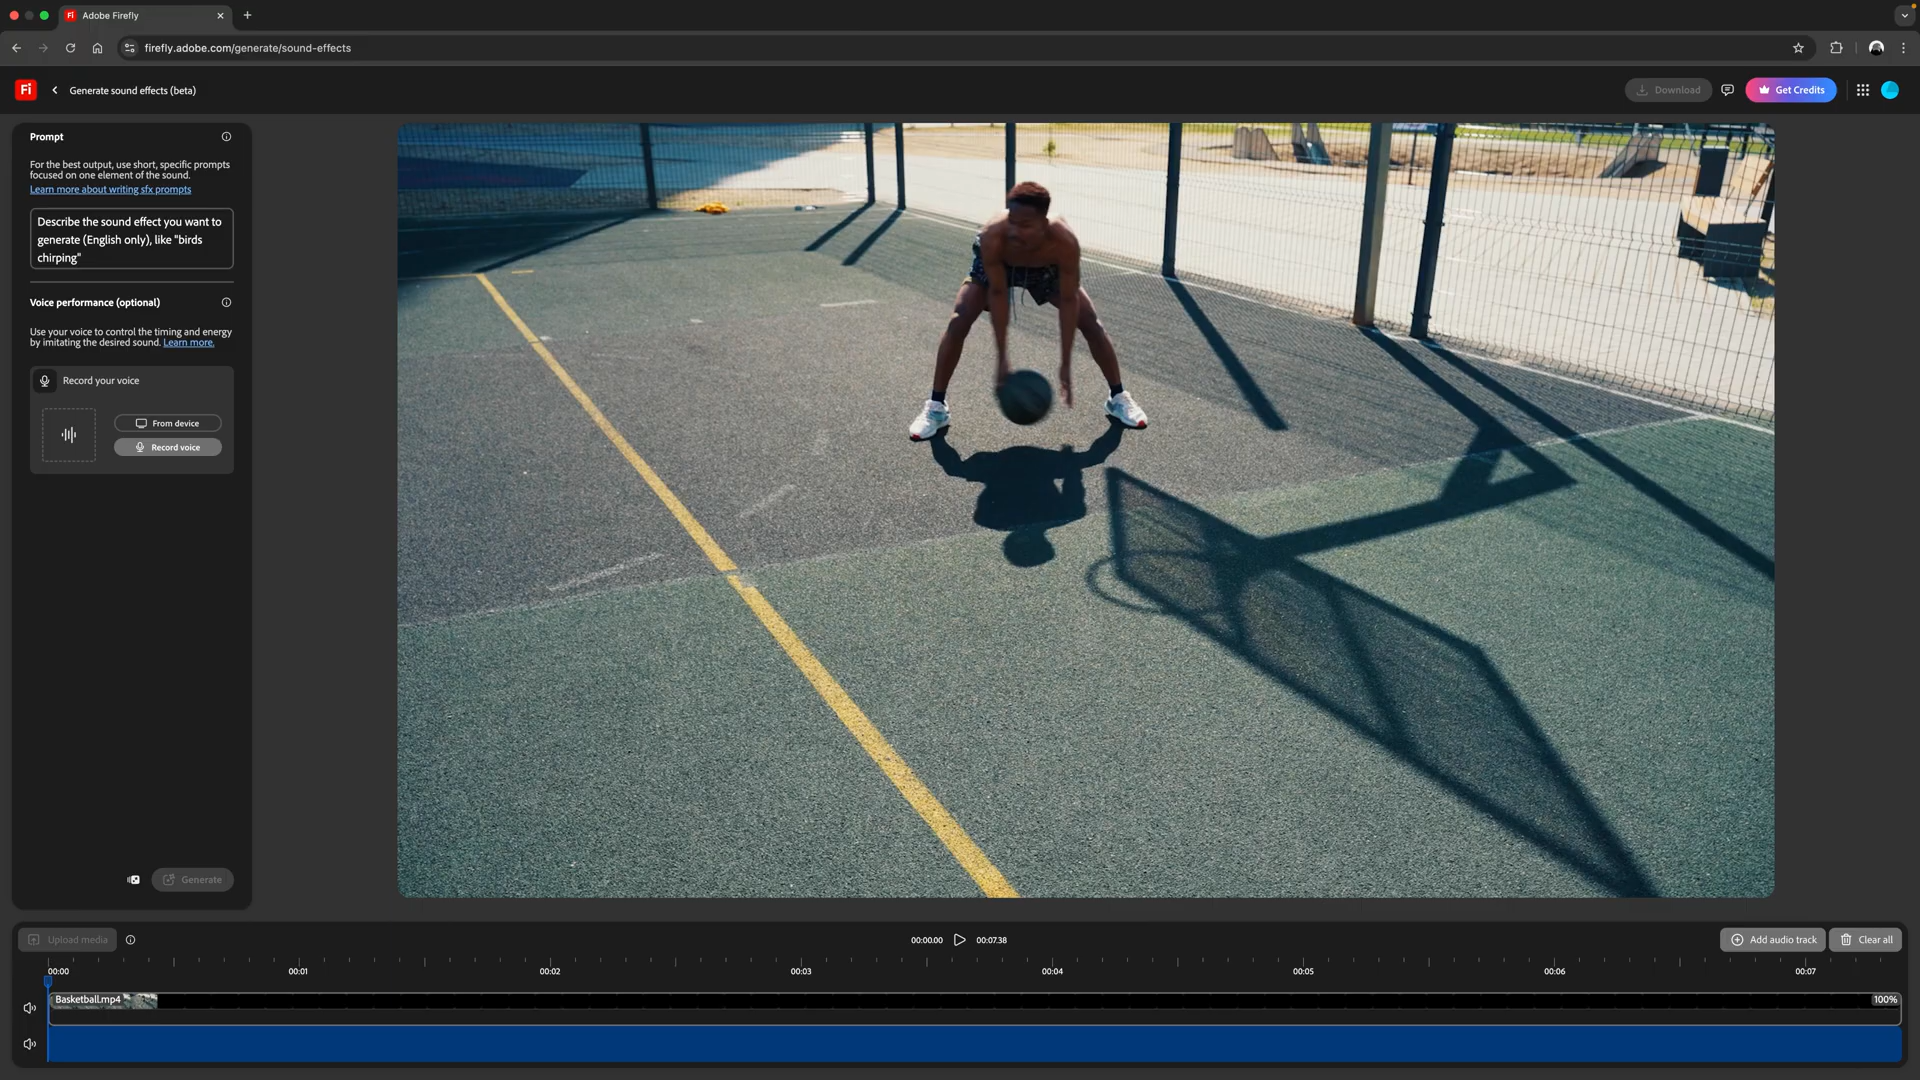 Fi
Adobe Firefly
firefly.adobe.com/generate/sound-effects
Fi
Generate sound effects (beta)
Download
Get Credits
Prompt
For the best output, use short, specific prompts
focused on one element of the sound.
Learn more about writing sfx prompts
Describe the sound effect you want to
generate (English only), like "birds
chirping"
Voice performance (optional)
Use your voice to control the timing and energy
by imitating the desired sound. Learn more.
Record your voice
From device
Record voice
Generate
Upload media
00:00.00
00:07.38
Add audio track
Clear all
00:00
00:01
00:02
00:03
00:04
00:05
00:06
00:07
Basketball.mp4
100%